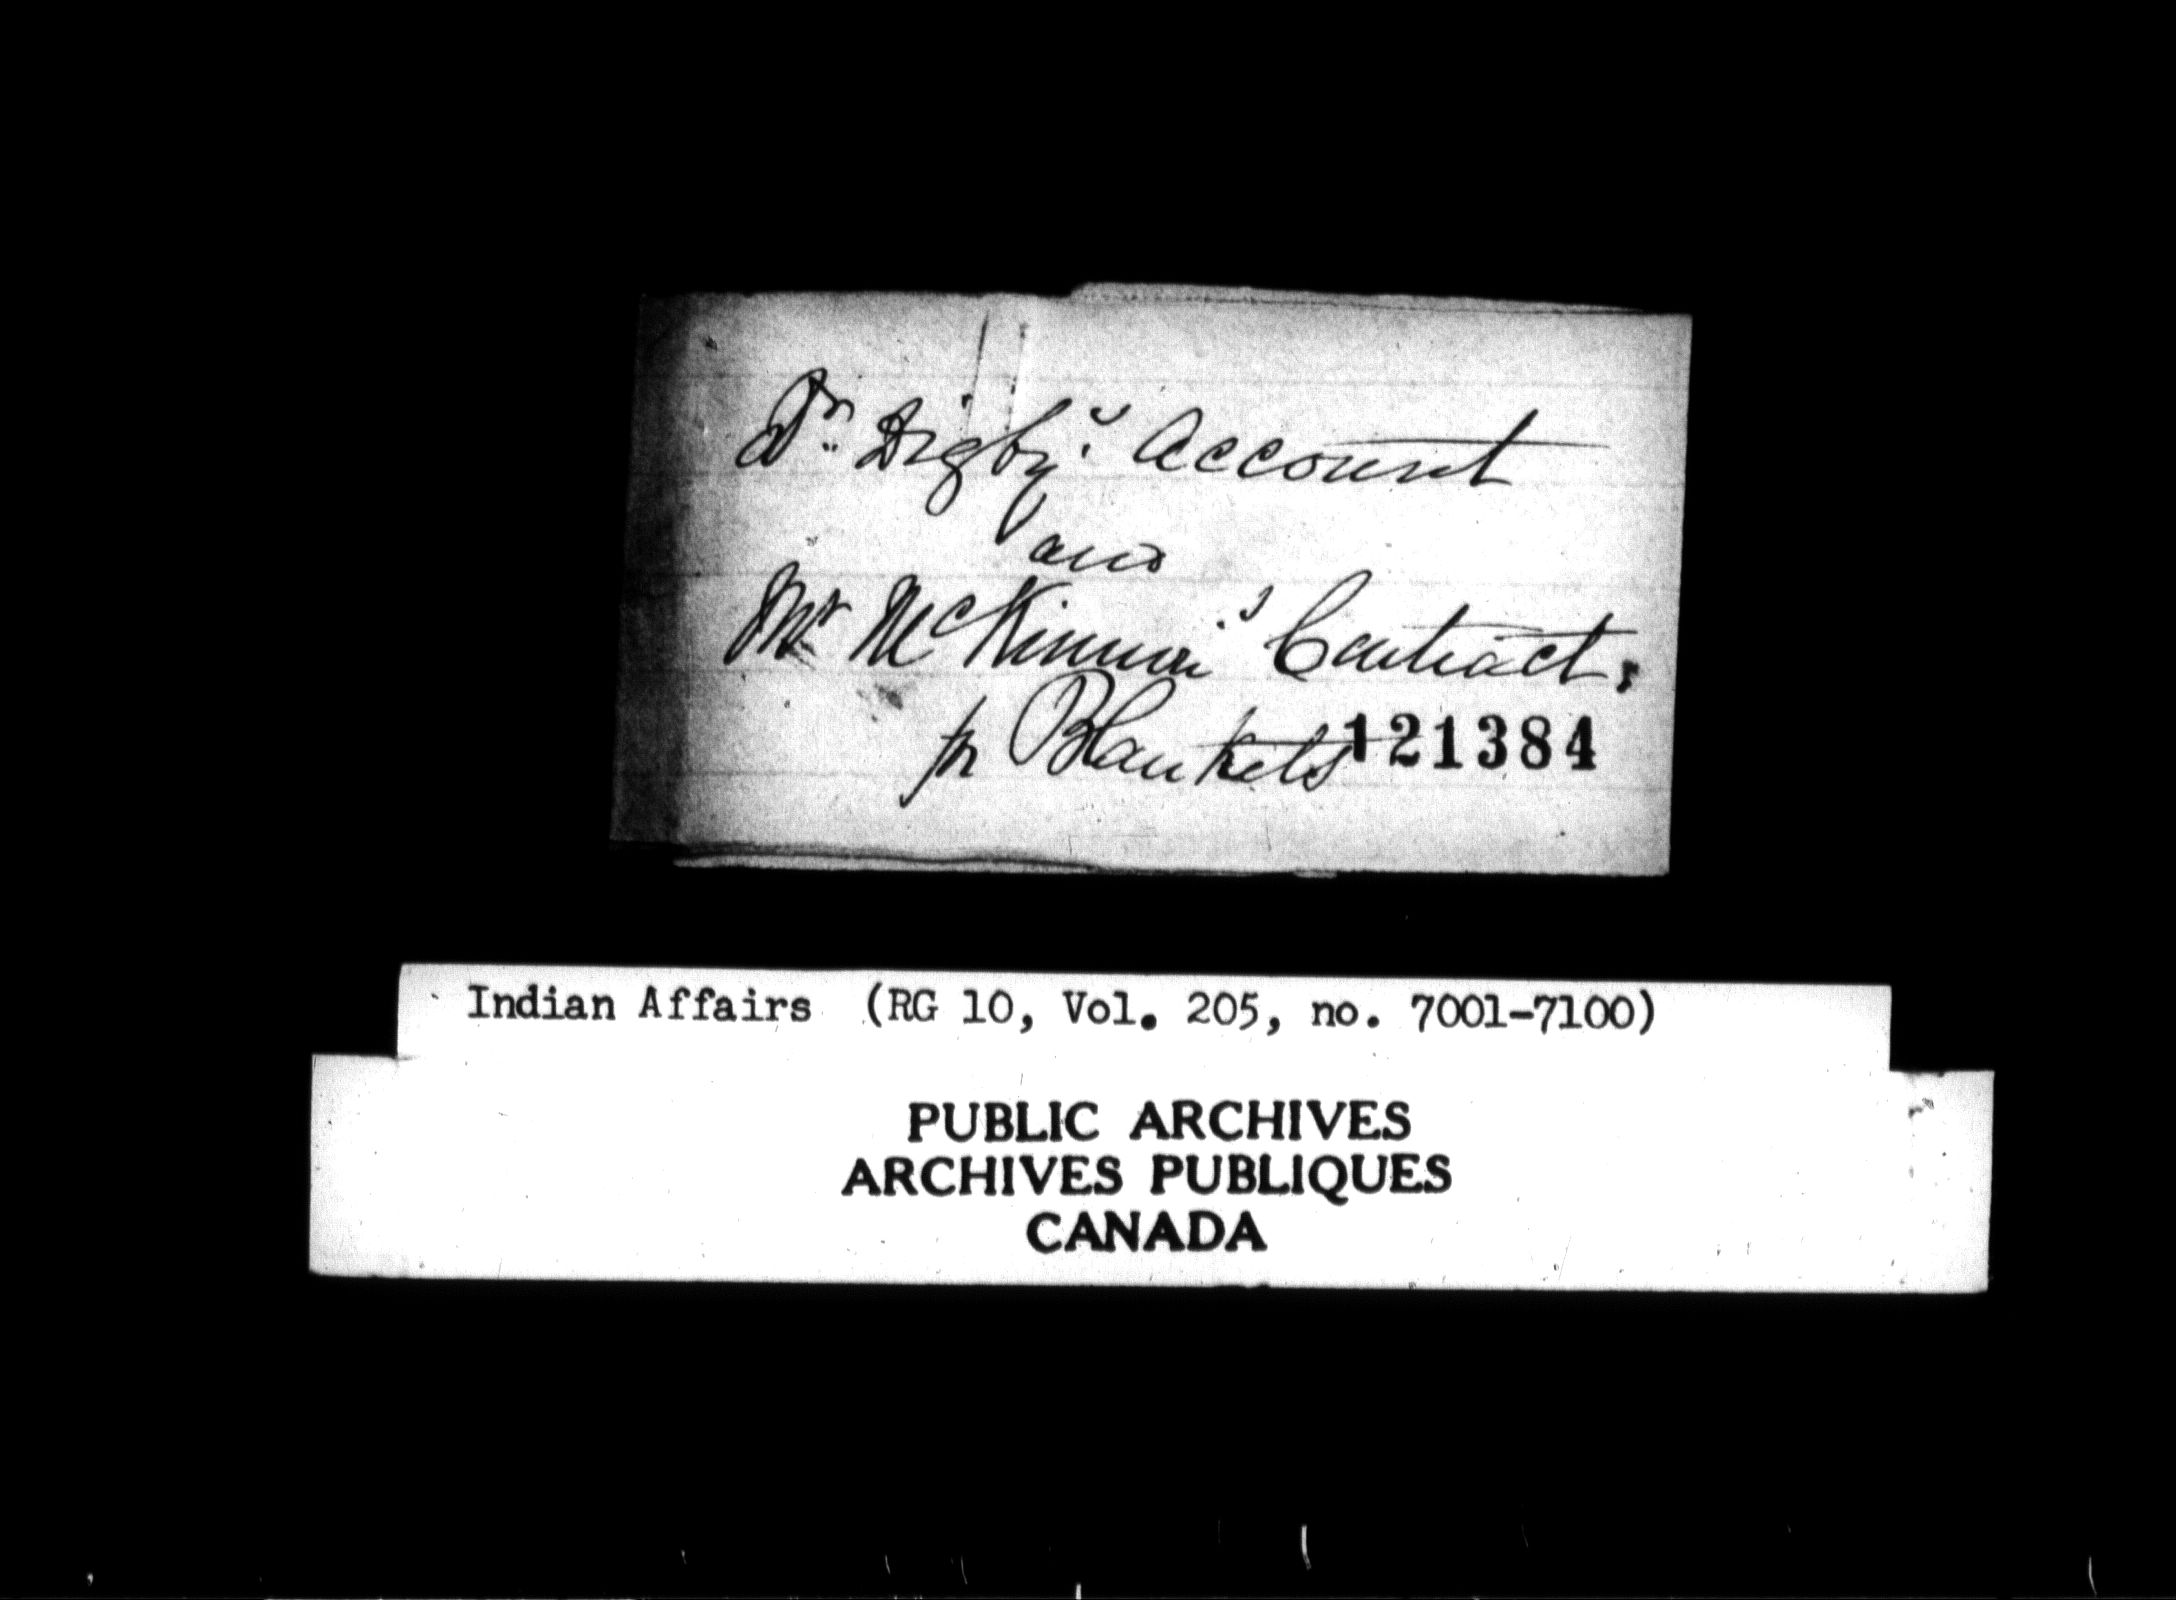 Dr. Digby's Account
and
Mr McKinnon's Contract.
for Blankets 121384
Indian Affairs (RG 10, Vol. 205, no. 7001-7100)
PUBLIC ARCHIVES
ARCHIVES PUBLIQUES
CANADA